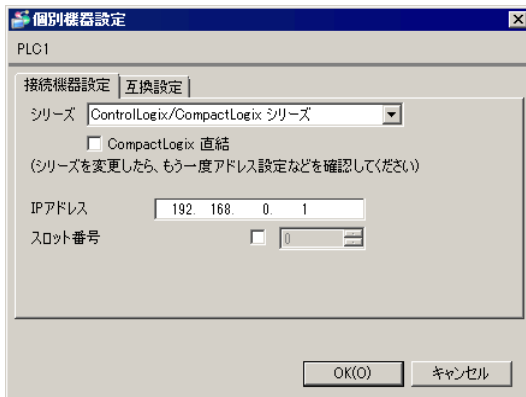 個別機器設定
PLC1
接続機器設定 互換設定
シリーズ ControlLogix/CompactLogix シリーズ
CompactLogix 直結
(シリーズを変更したら、もう一度アドレス設定などを確認してください)
IPアドレス 192. 168. 0. 1
スロット番号 0
OK(O) キャンセル